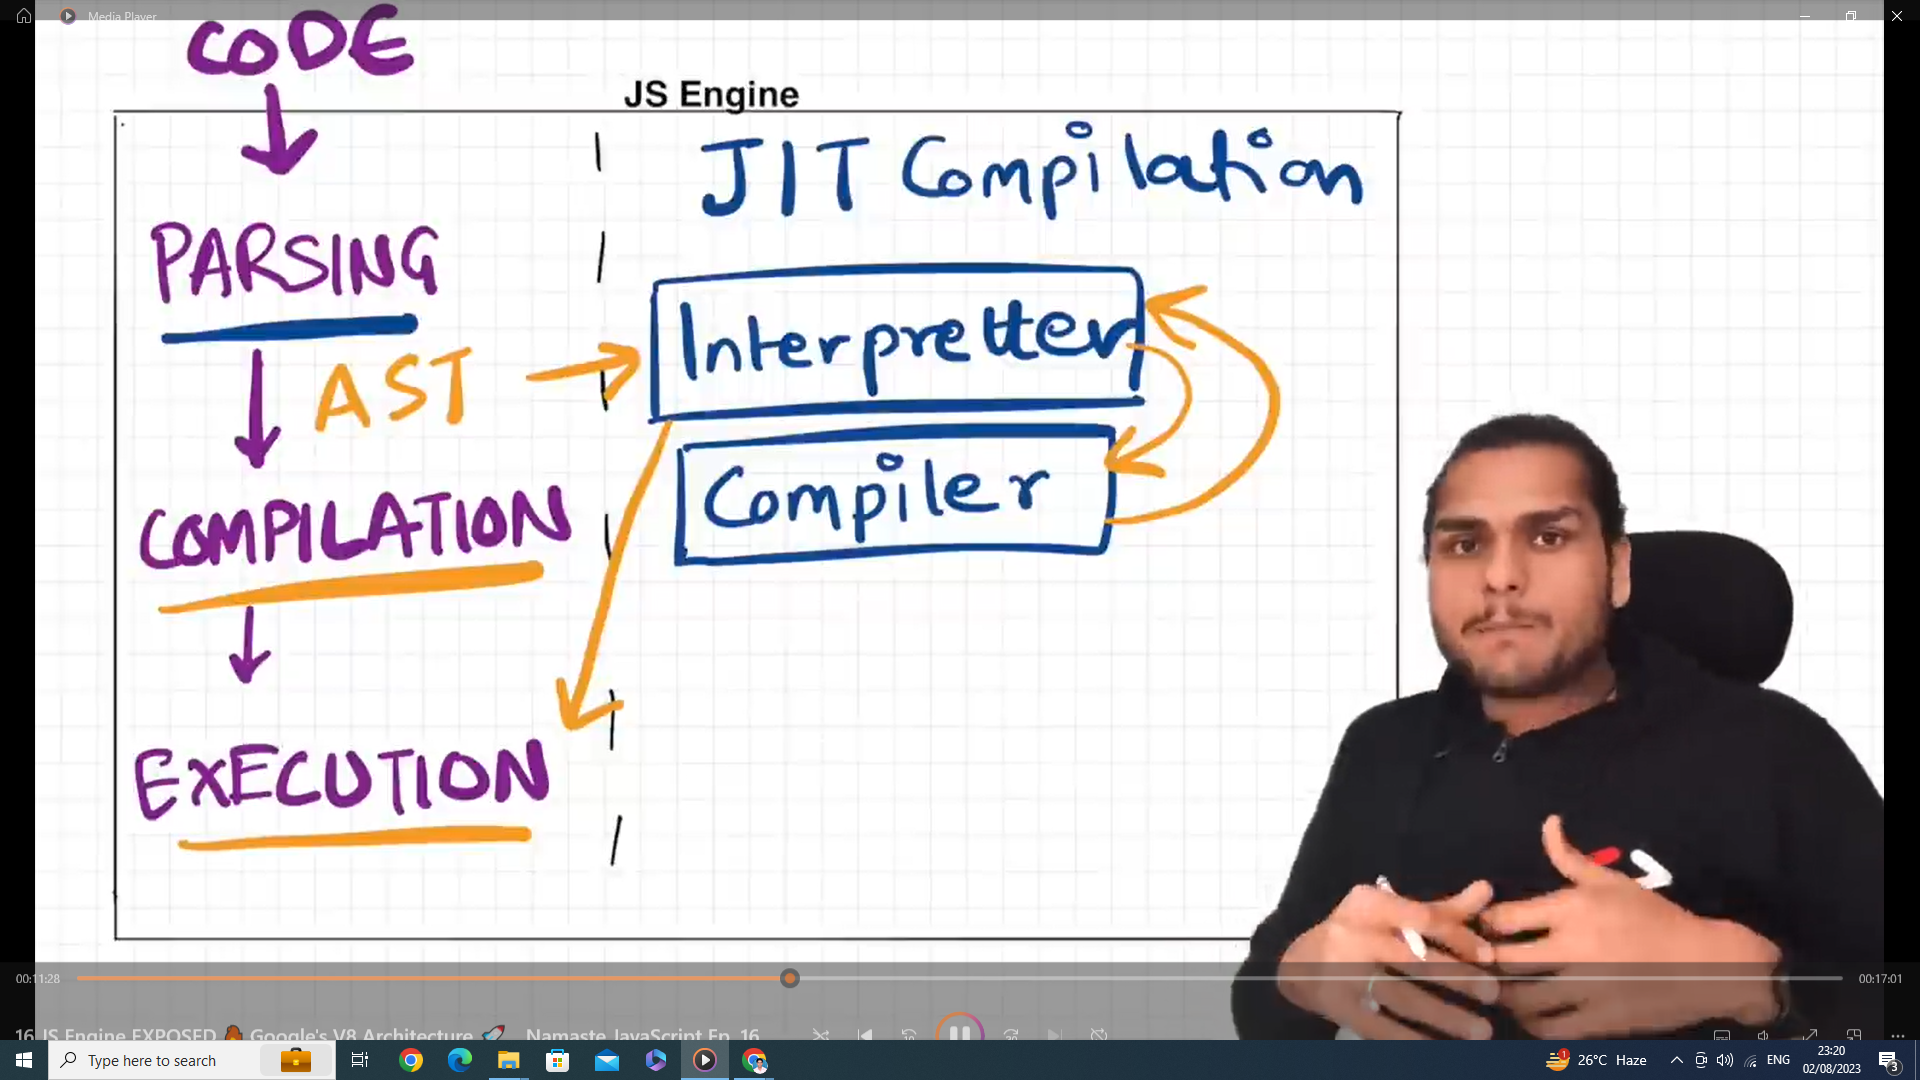 Media Player
CODE
JS Engine
JIT Compilation
PARSING
Interpretter
AST
Compiler
COMPILATION
EXECUTION
00:11:28
00:17:01
16 JS Engine EXPOSED 🔥 Google's V8 Architecture 🚀 Namaste JavaScript Ep. 16
Type here to search
1
26°C Haze
ENG
23:20
02/08/2023
3